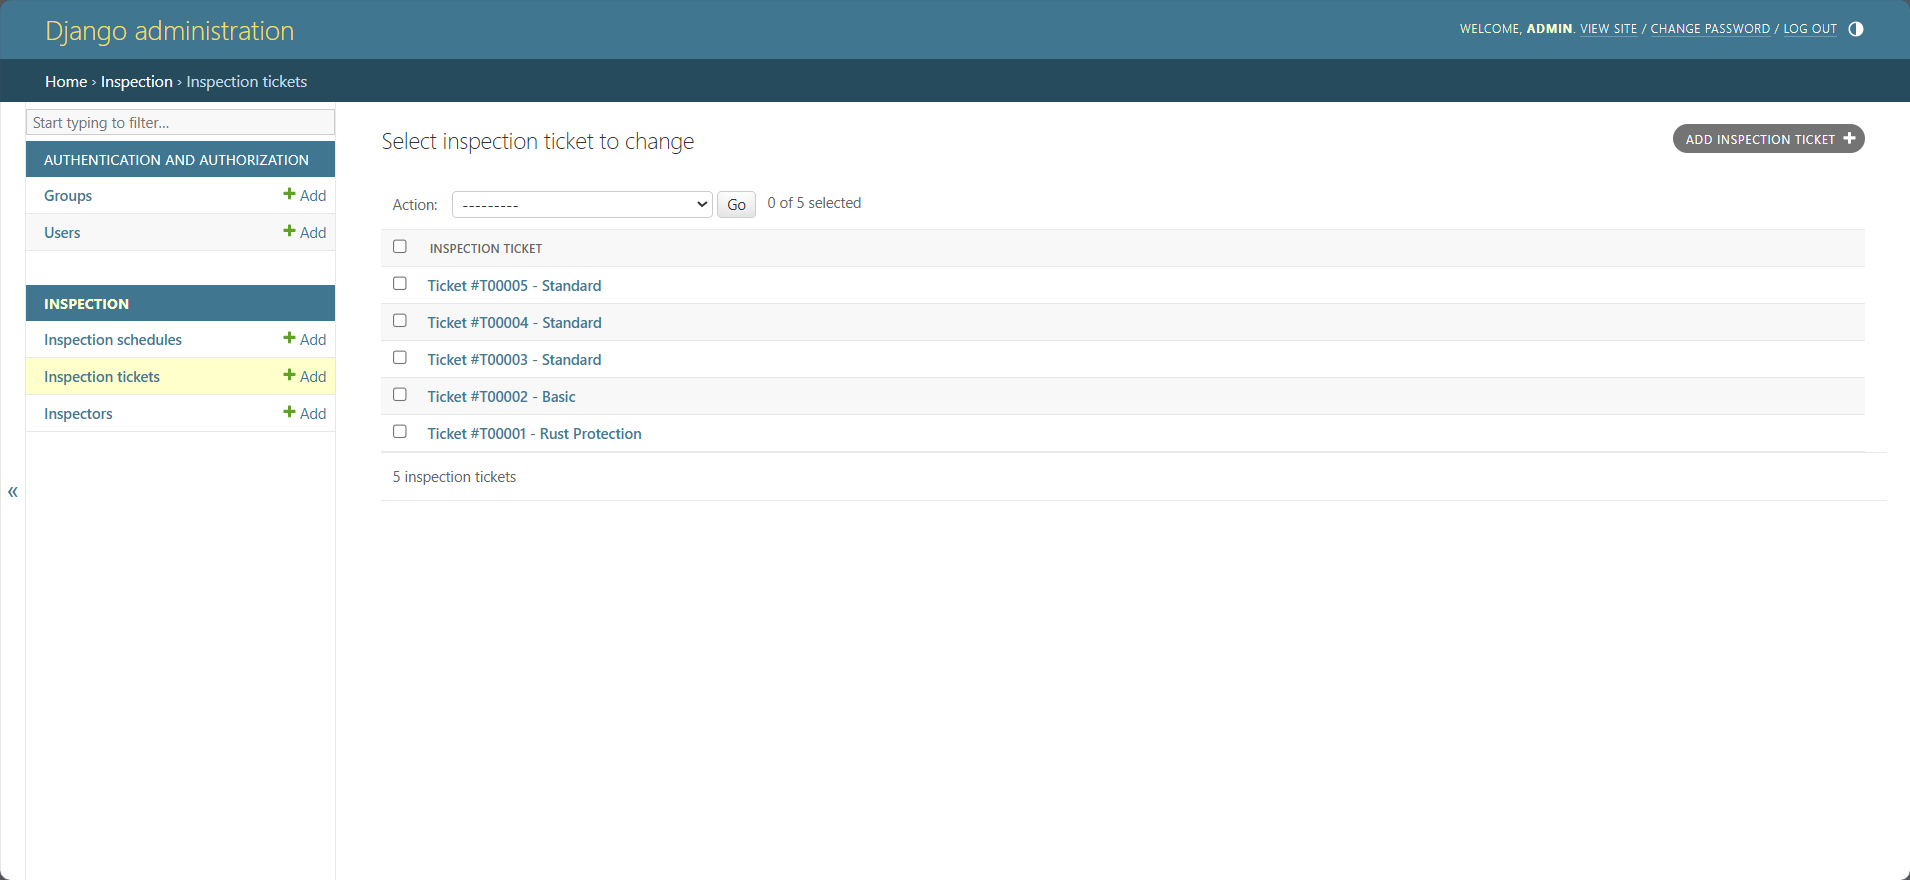 Django administration
WELCOME, ADMIN. VIEW SITE / CHANGE PASSWORD / LOG OUT
Home › Inspection › Inspection tickets
Start typing to filter...
AUTHENTICATION AND AUTHORIZATION
Groups + Add
Users + Add
INSPECTION
Inspection schedules + Add
Inspection tickets + Add
Inspectors + Add
«
Select inspection ticket to change
ADD INSPECTION TICKET +
Action: --------- Go 0 of 5 selected
INSPECTION TICKET
Ticket #T00005 - Standard
Ticket #T00004 - Standard
Ticket #T00003 - Standard
Ticket #T00002 - Basic
Ticket #T00001 - Rust Protection
5 inspection tickets